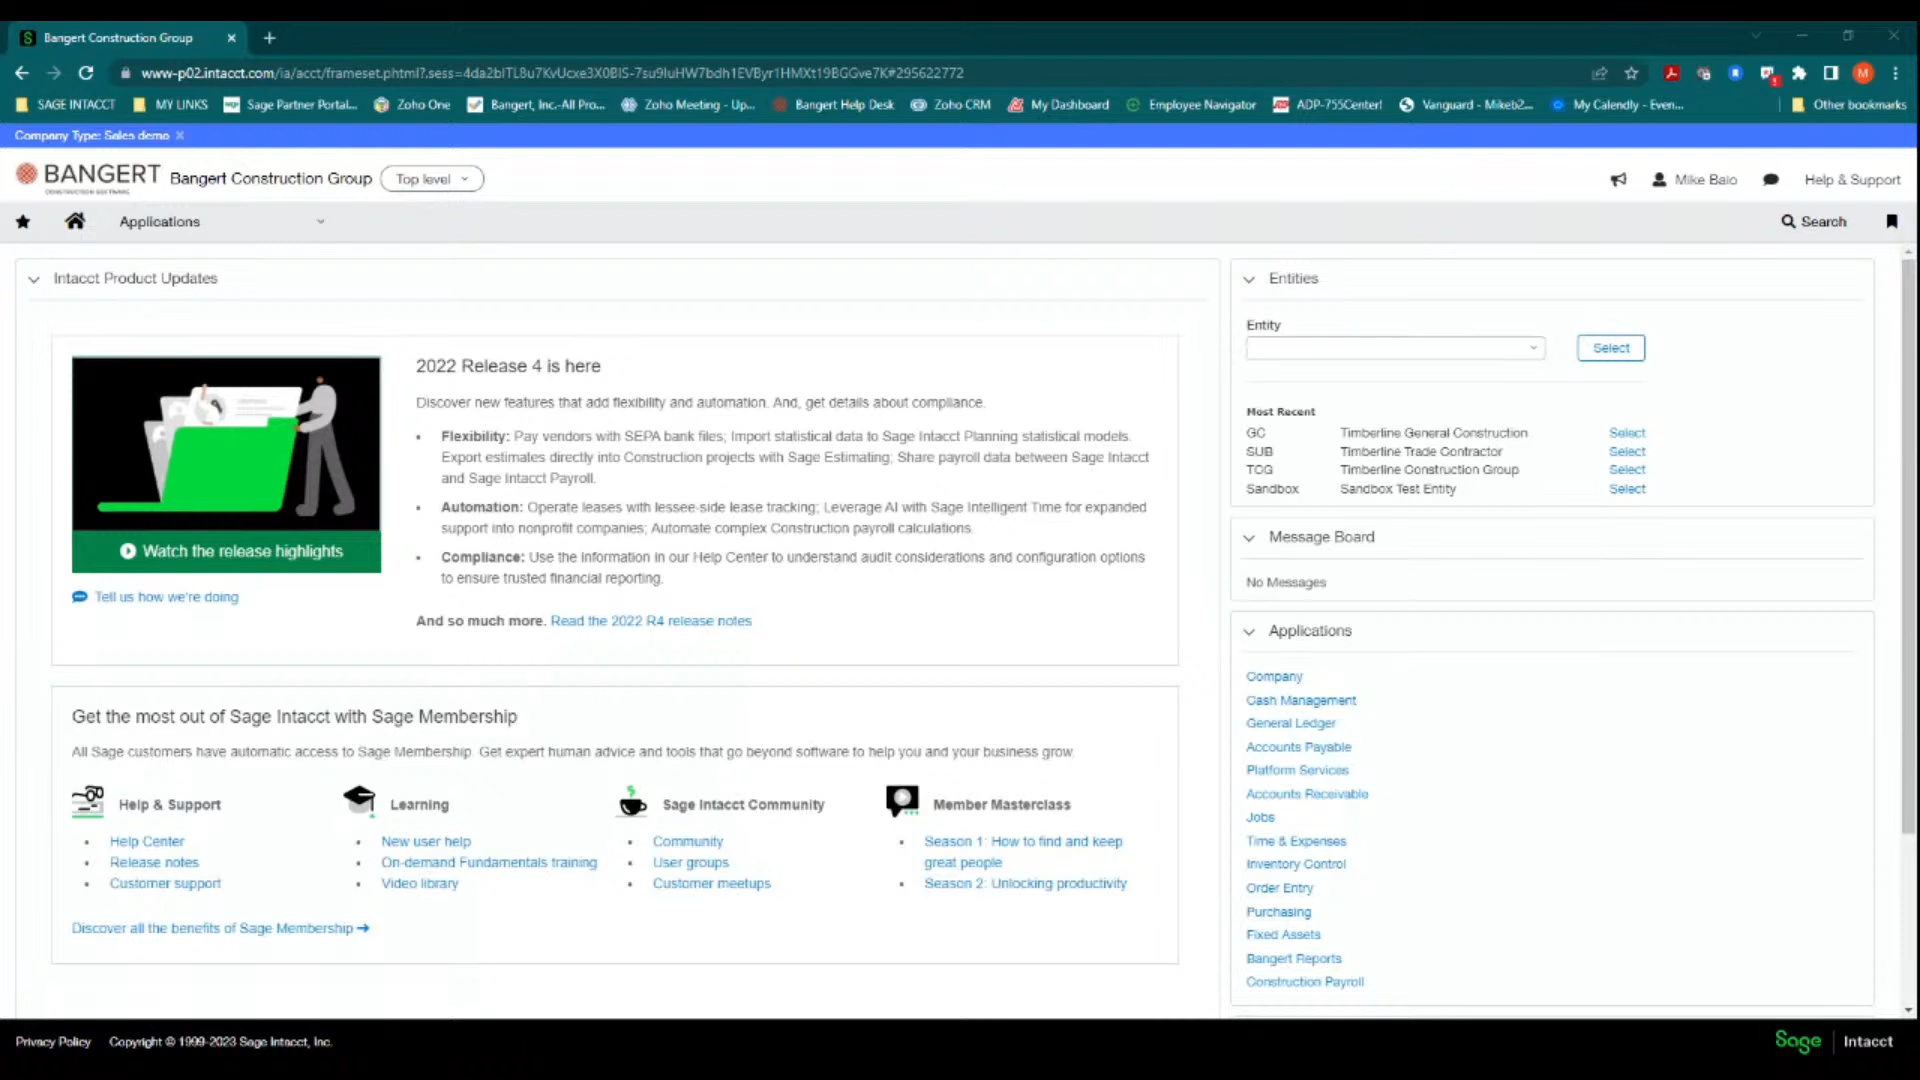 Bangert Construction Group
www-p02.intacct.com/ia/acct/frameset.phtml?.sess=4da2bITL8u7KvUcxe3X0BIS-7su9IuHW7bdh1EVByr1HMXt19BGGve7K#295622772
M
SAGE INTACCT
MY LINKS
Sage Partner Portal...
Zoho One
Bangert, Inc.-All Pro...
Zoho Meeting - Up...
Bangert Help Desk
Zoho CRM
My Dashboard
Employee Navigator
ADP-755Center!
Vanguard - Mikeb2...
My Calendly - Even...
Other bookmarks
Company Type: Sales demo
BANGERT
CONSTRUCTION SOFTWARE
Bangert Construction Group
Top level
Mike Baio
Help & Support
Applications
Search
Intacct Product Updates
2022 Release 4 is here
Discover new features that add flexibility and automation. And, get details about compliance.
• Flexibility: Pay vendors with SEPA bank files; Import statistical data to Sage Intacct Planning statistical models.
Export estimates directly into Construction projects with Sage Estimating; Share payroll data between Sage Intacct
and Sage Intacct Payroll.
• Automation: Operate leases with lessee-side lease tracking; Leverage AI with Sage Intelligent Time for expanded
support into nonprofit companies; Automate complex Construction payroll calculations.
• Compliance: Use the information in our Help Center to understand audit considerations and configuration options
to ensure trusted financial reporting.
And so much more. Read the 2022 R4 release notes
Watch the release highlights
Tell us how we're doing
Get the most out of Sage Intacct with Sage Membership
All Sage customers have automatic access to Sage Membership. Get expert human advice and tools that go beyond software to help you and your business grow.
Help & Support
• Help Center
• Release notes
• Customer support
Learning
• New user help
• On-demand Fundamentals training
• Video library
Sage Intacct Community
• Community
• User groups
• Customer meetups
Member Masterclass
• Season 1: How to find and keep
great people
• Season 2: Unlocking productivity
Discover all the benefits of Sage Membership →
Entities
Entity
Select
Most Recent
GC Timberline General Construction Select
SUB Timberline Trade Contractor Select
TCG Timberline Construction Group Select
Sandbox Sandbox Test Entity Select
Message Board
No Messages
Applications
Company
Cash Management
General Ledger
Accounts Payable
Platform Services
Accounts Receivable
Jobs
Time & Expenses
Inventory Control
Order Entry
Purchasing
Fixed Assets
Bangert Reports
Construction Payroll
Privacy Policy Copyright © 1999-2023 Sage Intacct, Inc.
Sage Intacct